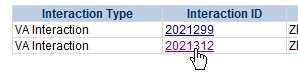 Interaction Type Interaction ID
VA Interaction 2021299
VA Interaction 2021312